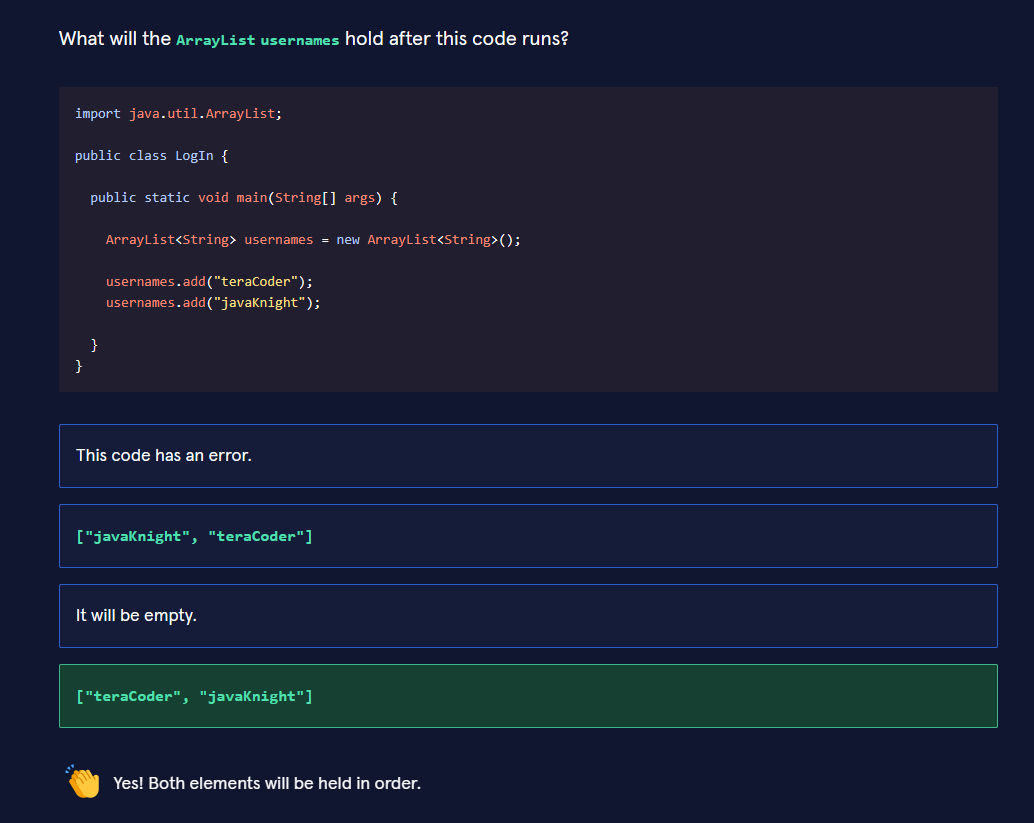 What will the ArrayList usernames hold after this code runs?
import java.util.ArrayList;
public class LogIn {
public static void main(String[] args) {
ArrayList<String> usernames = new ArrayList<String>();
usernames.add("teraCoder");
usernames.add("javaKnight");
}
}
This code has an error.
["javaKnight", "teraCoder"]
It will be empty.
["teraCoder", "javaKnight"]
Yes! Both elements will be held in order.